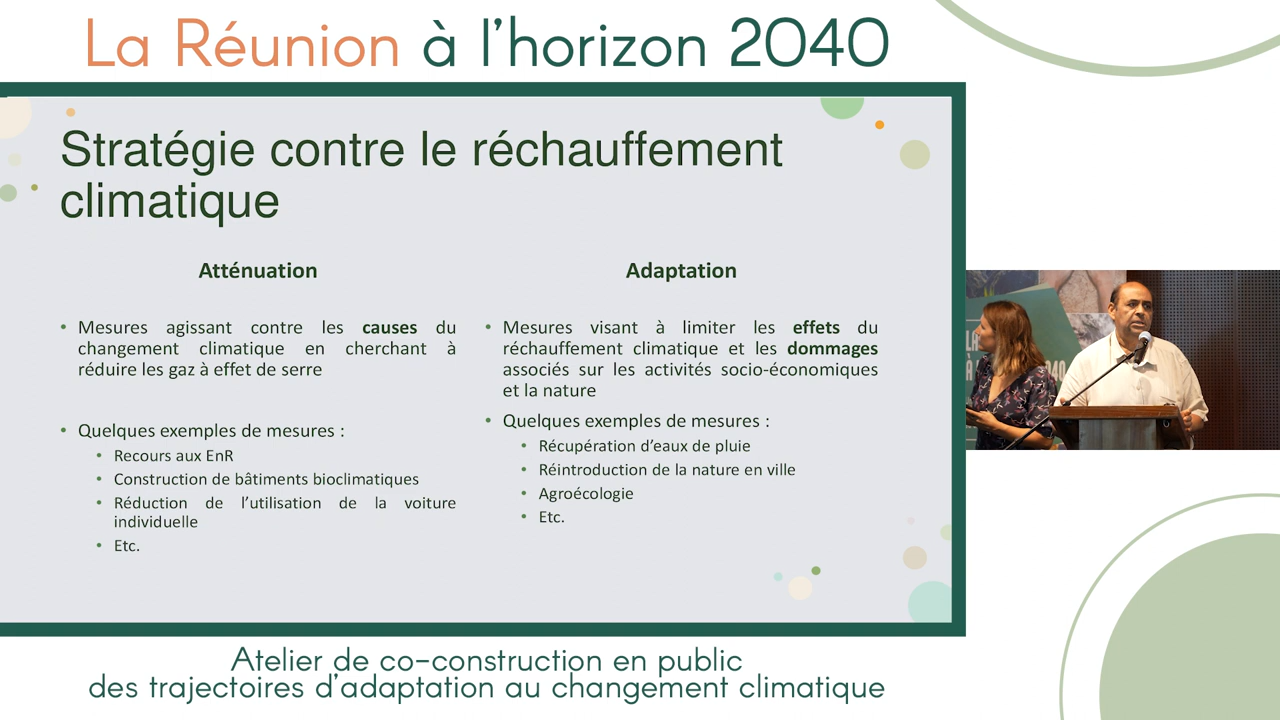 La Réunion à l'horizon 2040
Stratégie contre le réchauffement
climatique
Atténuation
• Mesures agissant contre les causes du
changement climatique en cherchant à
réduire les gaz à effet de serre
• Quelques exemples de mesures :
• Recours aux EnR
• Construction de bâtiments bioclimatiques
• Réduction de l'utilisation de la voiture
individuelle
• Etc.
Adaptation
• Mesures visant à limiter les effets du
réchauffement climatique et les dommages
associés sur les activités socio-économiques
et la nature
• Quelques exemples de mesures :
• Récupération d'eaux de pluie
• Réintroduction de la nature en ville
• Agroécologie
• Etc.
Atelier de co-construction en public
des trajectoires d'adaptation au changement climatique